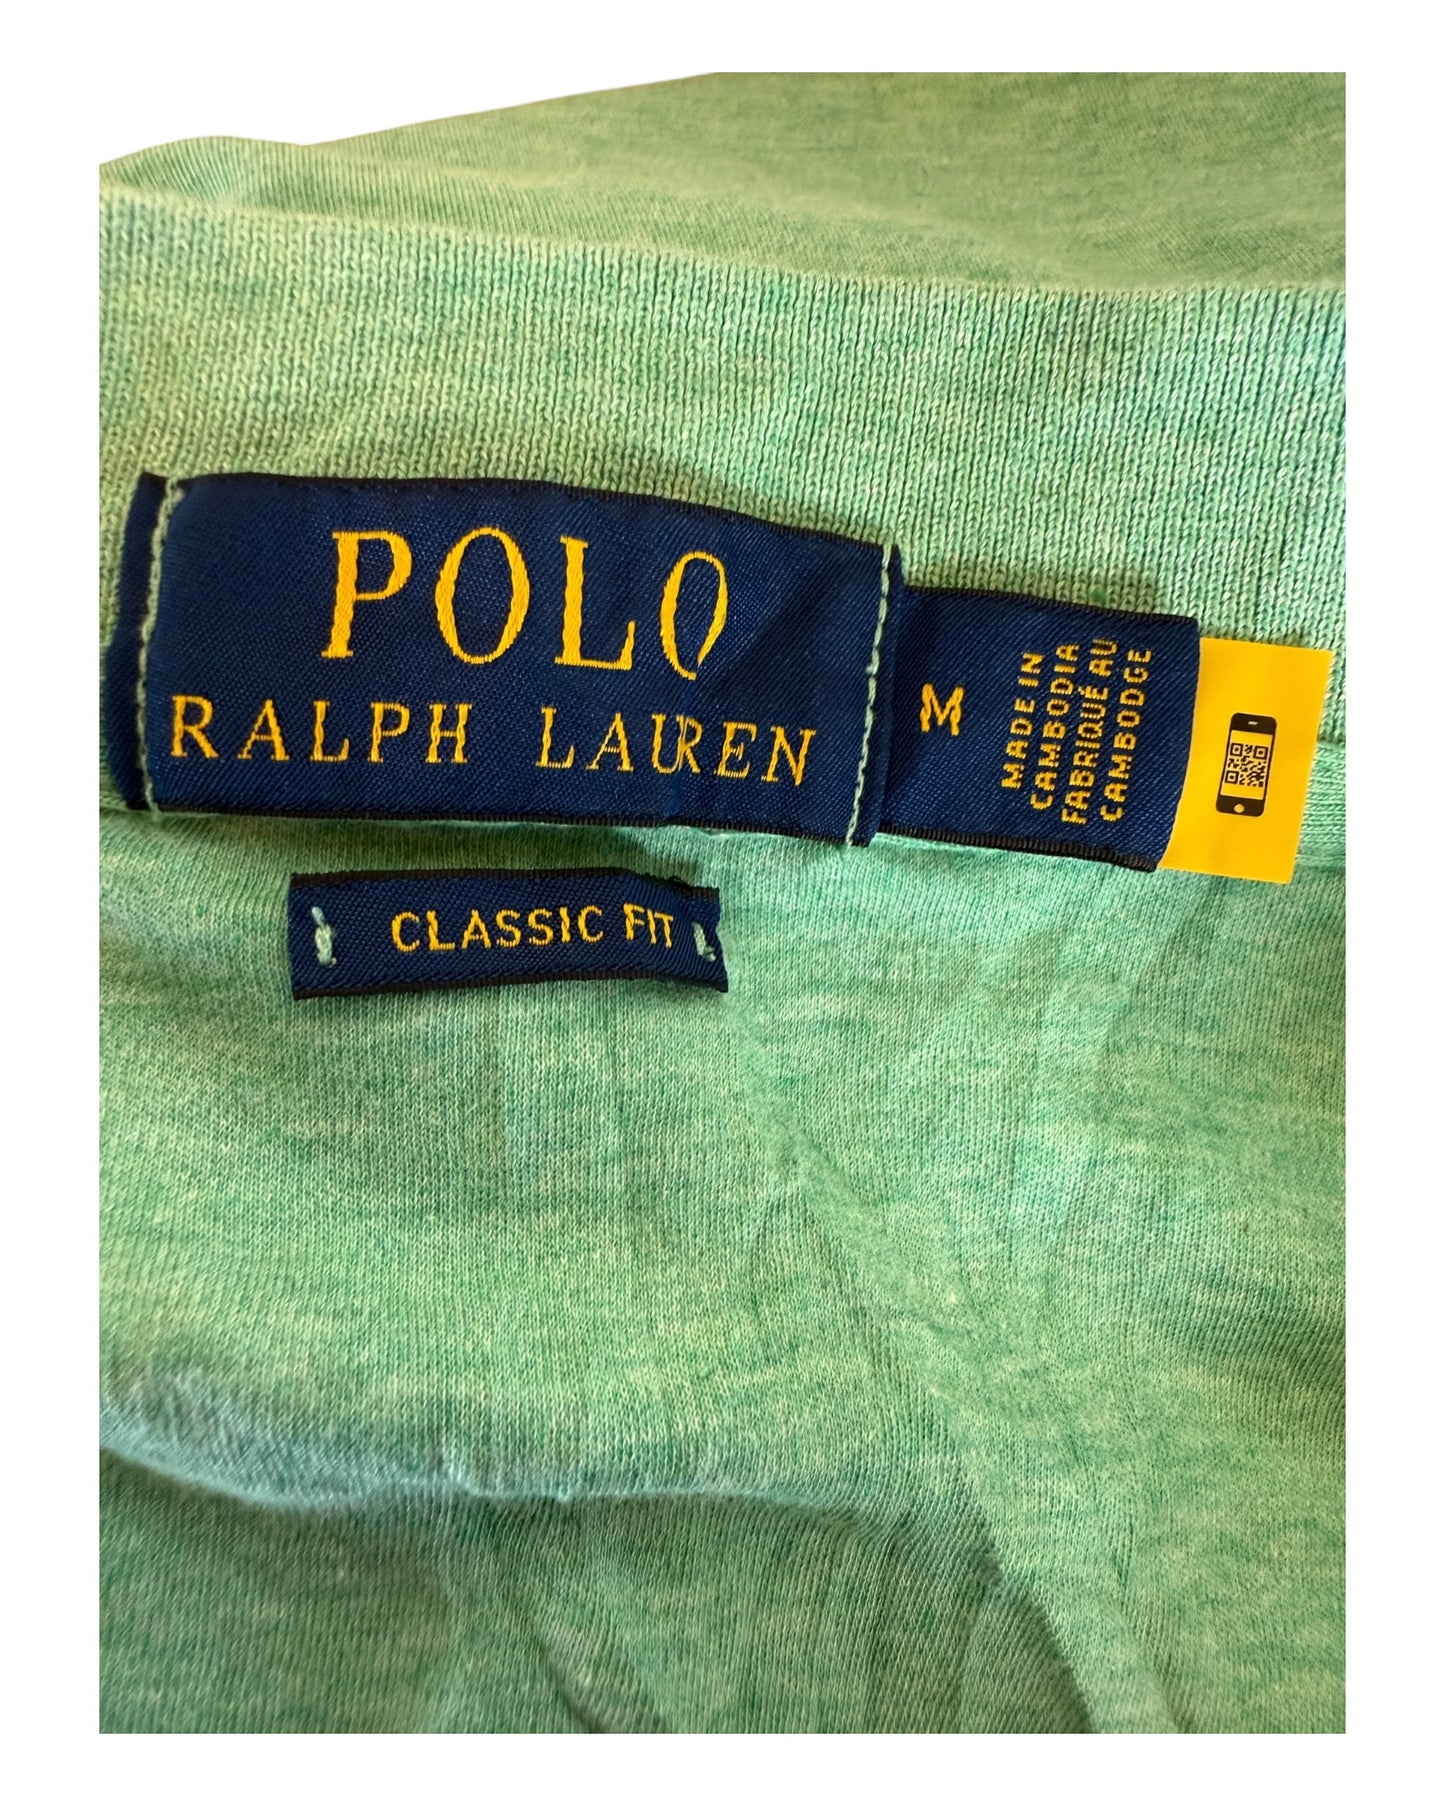 POLO
RALPH LAUREN
M
MADE IN
CAMBODIA
FABRIQUÉ AU
CAMBODGE
CLASSIC FIT